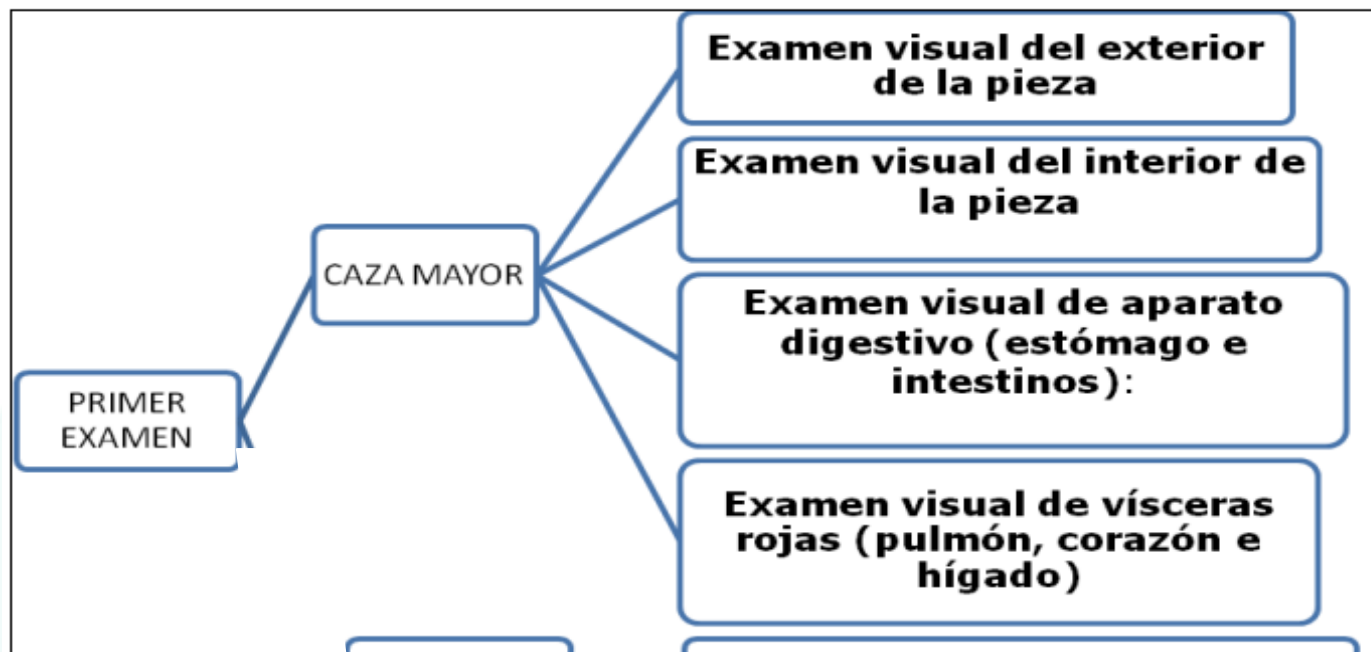 PRIMER
EXAMEN
CAZA MAYOR
Examen visual del exterior
de la pieza
Examen visual del interior de
la pieza
Examen visual de aparato
digestivo (estómago e
intestinos):
Examen visual de vísceras
rojas (pulmón, corazón e
hígado)